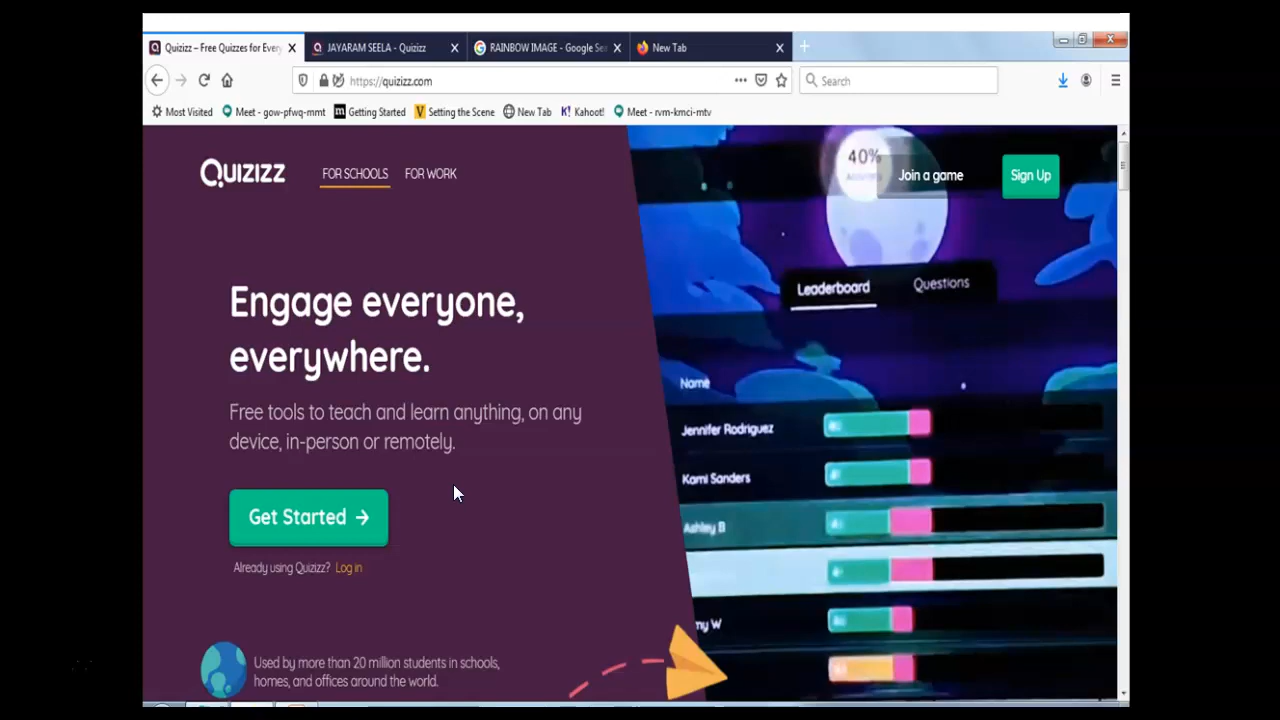 Quizizz – Free Quizzes for Every
JAYARAM SEELA - Quizizz
RAINBOW IMAGE - Google Sea
New Tab
https://quizizz.com
Search
Most Visited
Meet - gow-pfwq-mmt
Getting Started
Setting the Scene
New Tab
Kahoot!
Meet - rvm-kmci-mtv
Quizizz
FOR SCHOOLS
FOR WORK
40%
Join a game
Sign Up
Leaderboard
Questions
Engage everyone,
everywhere.
Free tools to teach and learn anything, on any
device, in-person or remotely.
Get Started →
Already using Quizizz? Log in
Used by more than 20 million students in schools,
homes, and offices around the world.
Name
Jennifer Rodriguez
Kami Sanders
Ashley B
my W